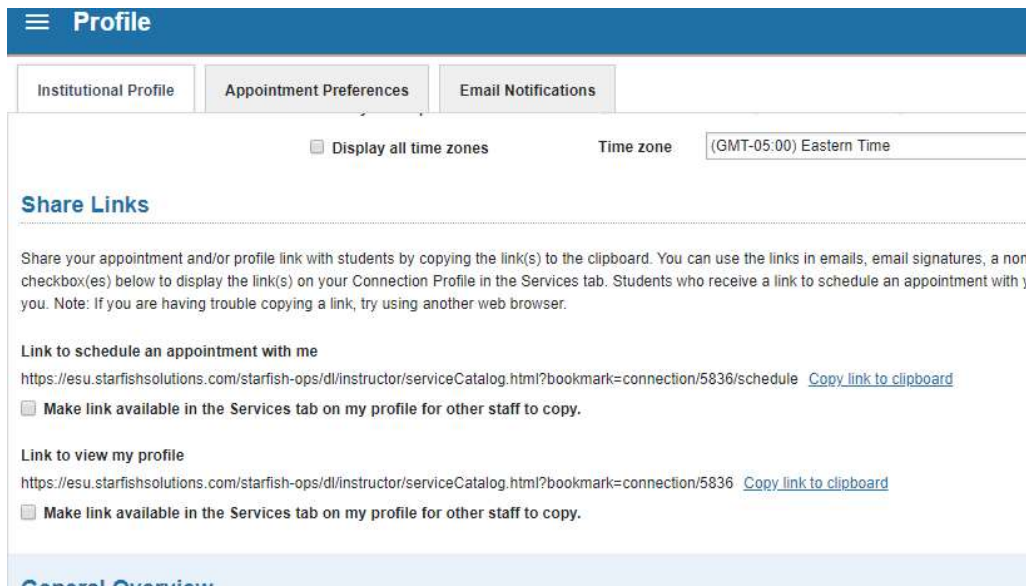 Profile
Institutional Profile Appointment Preferences Email Notifications
Display all time zones Time zone (GMT-05:00) Eastern Time
Share Links
Share your appointment and/or profile link with students by copying the link(s) to the clipboard. You can use the links in emails, email signatures, a
checkbox(es) below to display the link(s) on your Connection Profile in the Services tab. Students who receive a link to schedule an appointment with
you. Note: If you are having trouble copying a link, try using another web browser.
Link to schedule an appointment with me
https://esu.starfishsolutions.com/starfish-ops/dl/instructor/serviceCatalog.html?bookmark=connection/5836/schedule Copy link to clipboard
Make link available in the Services tab on my profile for other staff to copy.
Link to view my profile
https://esu.starfishsolutions.com/starfish-ops/dl/instructor/serviceCatalog.html?bookmark=connection/5836 Copy link to clipboard
Make link available in the Services tab on my profile for other staff to copy.
General Overview